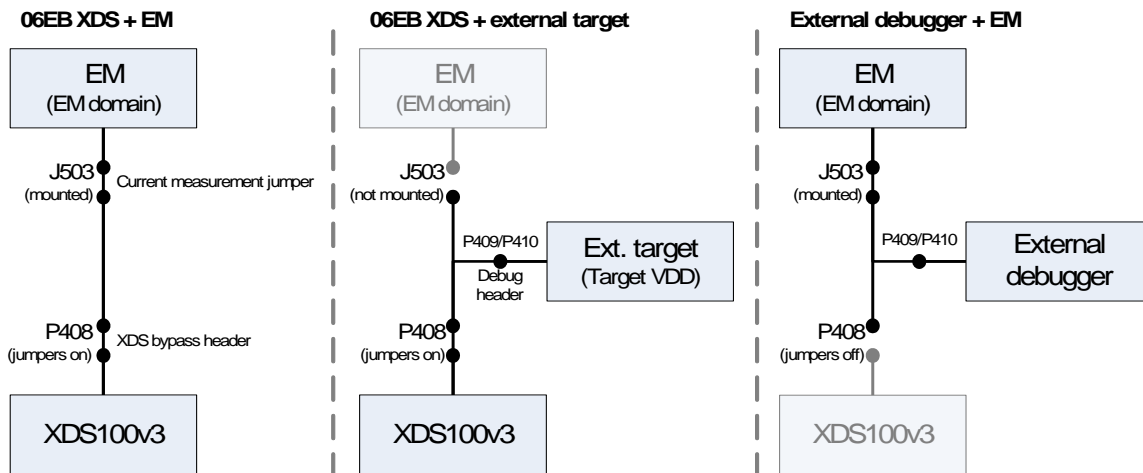 06EB XDS + EM
EM
(EM domain)
J503
(mounted)
Current measurement jumper
P408
(jumpers on)
XDS bypass header
XDS100v3
06EB XDS + external target
EM
(EM domain)
J503
(not mounted)
P409/P410
Debug
header
Ext. target
(Target VDD)
P408
(jumpers on)
XDS100v3
External debugger + EM
EM
(EM domain)
J503
(mounted)
P409/P410
External
debugger
P408
(jumpers off)
XDS100v3